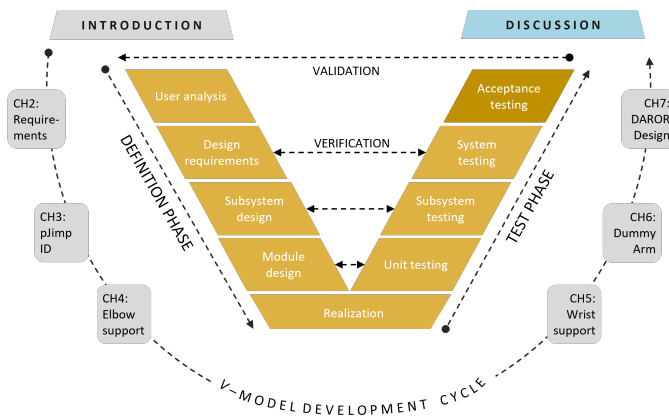 INTRODUCTION
DISCUSSION
VALIDATION
User analysis
Acceptance
testing
CH2:
Require-
ments
CH7:
DAROR
Design
DEFINITION PHASE
Design
requirements
VERIFICATION
System
testing
TEST PHASE
Subsystem
design
Subsystem
testing
CH3:
pJimp
ID
CH6:
Dummy
Arm
Module
design
Unit testing
CH4:
Elbow
support
CH5:
Wrist
support
Realization
V–MODEL DEVELOPMENT CYCLE